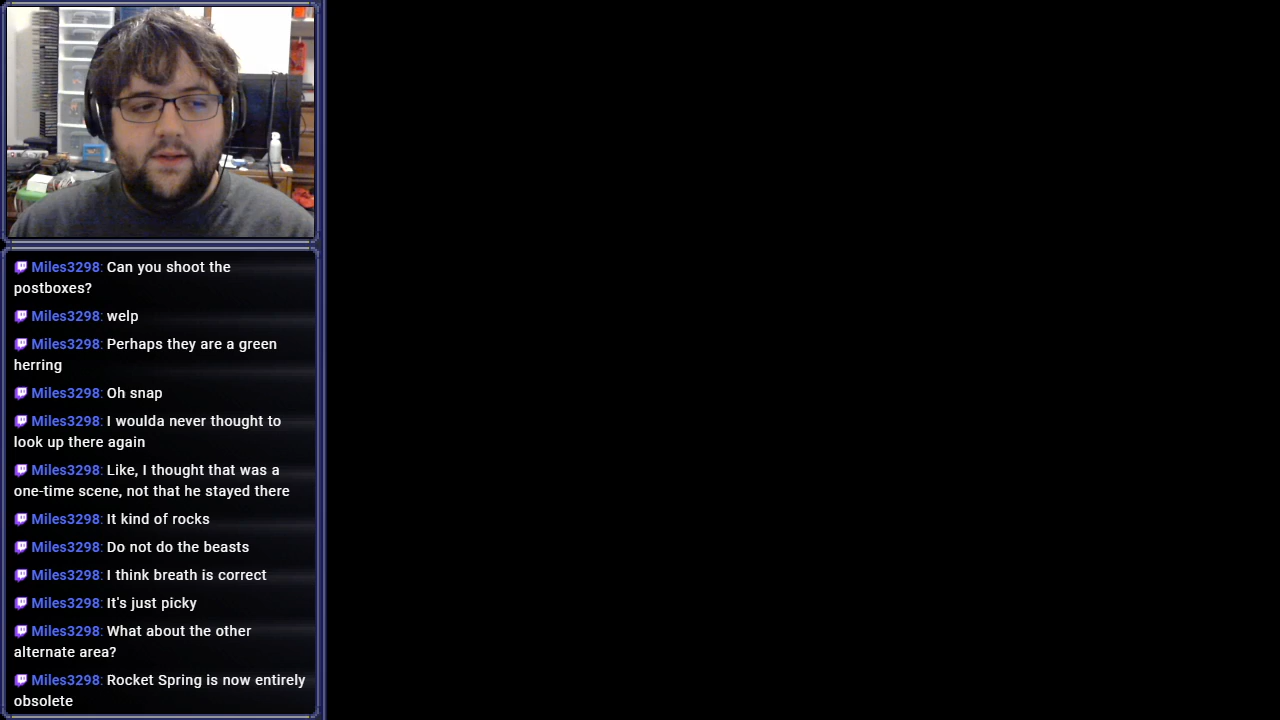 Miles3298: Can you shoot the
postboxes?
Miles3298: welp
Miles3298: Perhaps they are a green
herring
Miles3298: Oh snap
Miles3298: I woulda never thought to
look up there again
Miles3298: Like, I thought that was a
one-time scene, not that he stayed there
Miles3298: It kind of rocks
Miles3298: Do not do the beasts
Miles3298: I think breath is correct
Miles3298: It's just picky
Miles3298: What about the other
alternate area?
Miles3298: Rocket Spring is now entirely
obsolete